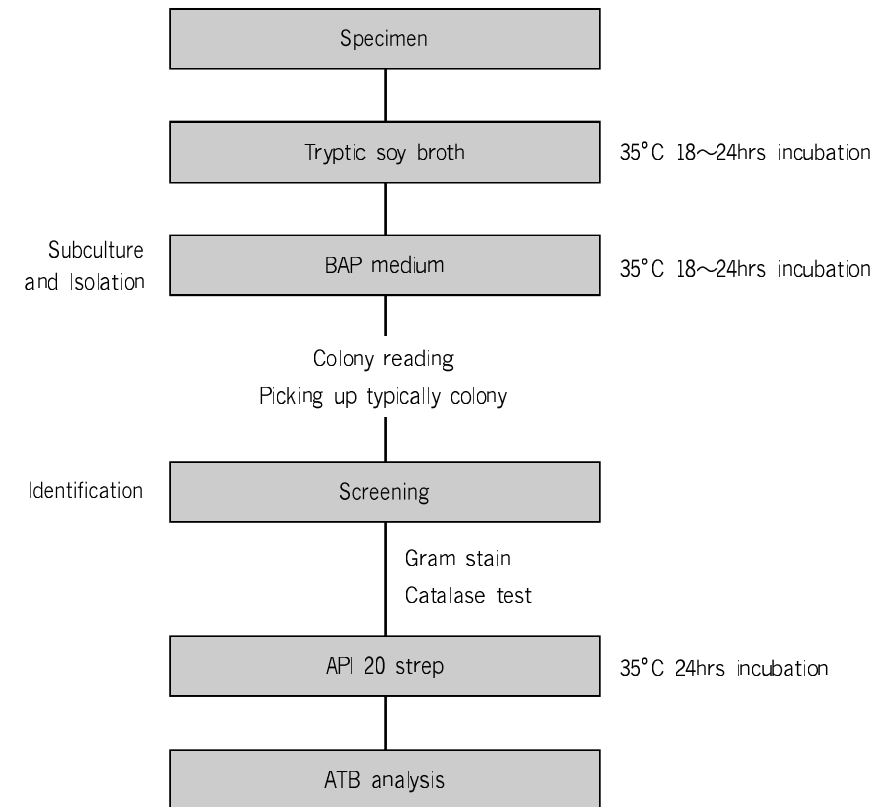 Specimen
Tryptic soy broth
35°C 18～24hrs incubation
Subculture
and Isolation
BAP medium
35°C 18～24hrs incubation
Colony reading
Picking up typically colony
Identification
Screening
Gram stain
Catalase test
API 20 strep
35°C 24hrs incubation
ATB analysis